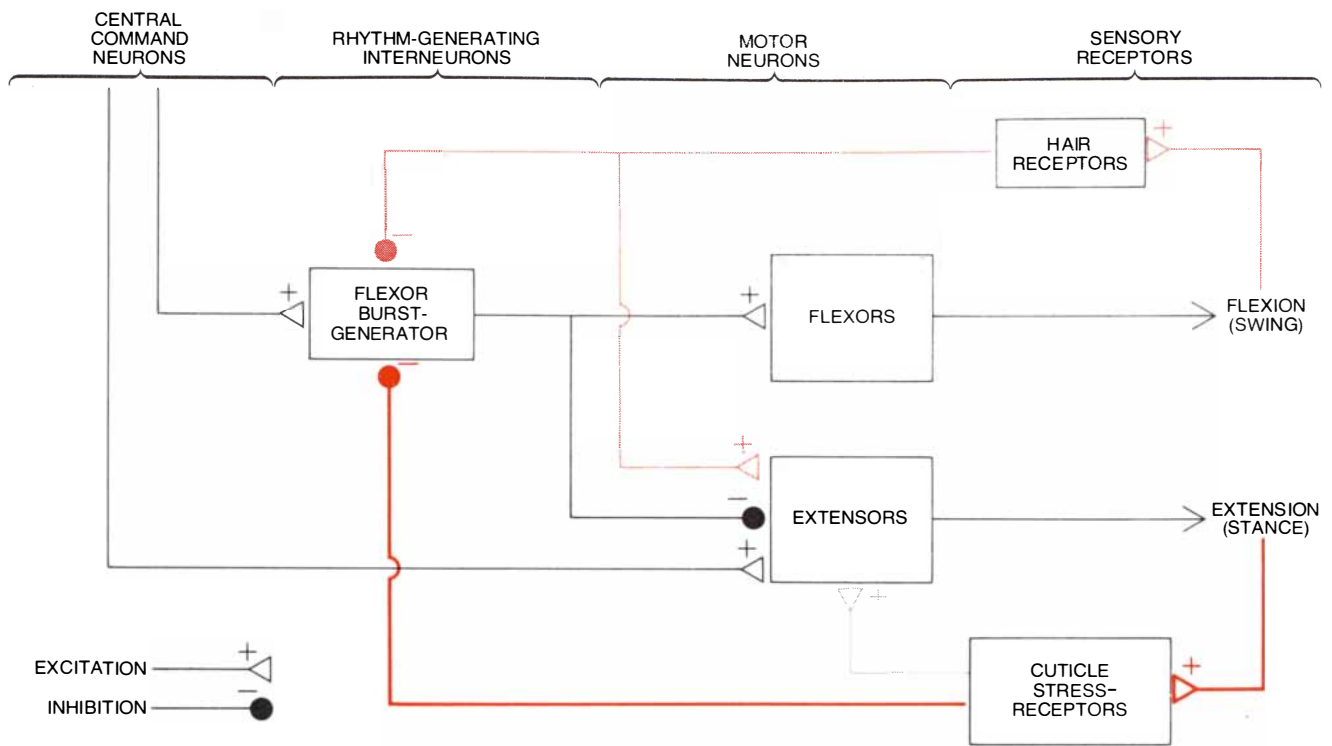 CENTRAL
COMMAND
NEURONS
RHYTHM-GENERATING
INTERNEURONS
MOTOR
NEURONS
SENSORY
RECEPTORS
+
HAIR
RECEPTORS
−
+
FLEXOR
BURST-
GENERATOR
−
+
FLEXORS
FLEXION
(SWING)
+
−
+
EXTENSORS
EXTENSION
(STANCE)
+
EXCITATION
+
INHIBITION
−
CUTICLE
STRESS–
RECEPTORS
+